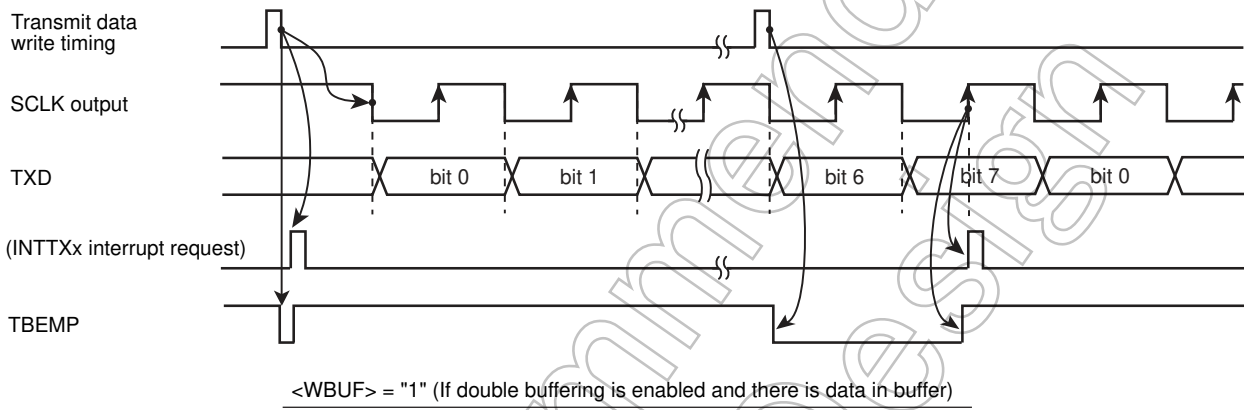 Transmit data
write timing
SCLK output
TXD
bit 0
bit 1
bit 6
bit 7
bit 0
(INTTXx interrupt request)
TBEMP
<WBUF> = "1" (If double buffering is enabled and there is data in buffer)